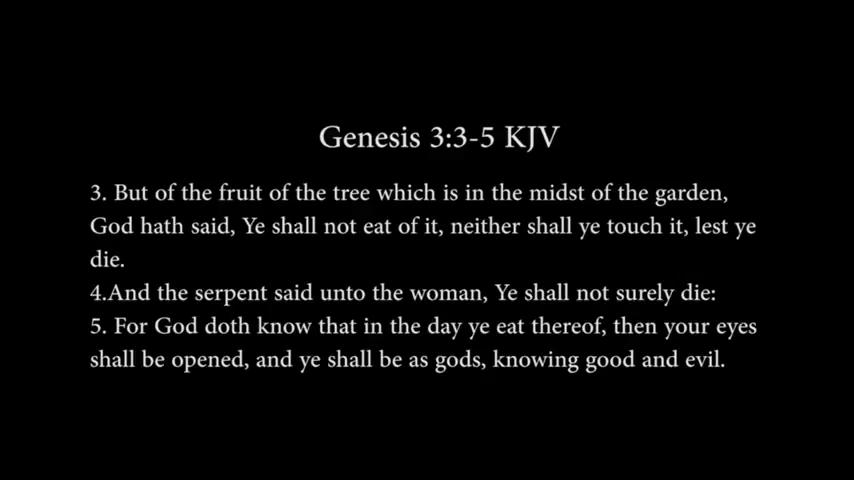 Genesis 3:3-5 KJV
3. But of the fruit of the tree which is in the midst of the garden,
God hath said, Ye shall not eat of it, neither shall ye touch it, lest ye
die.
4.And the serpent said unto the woman, Ye shall not surely die:
5. For God doth know that in the day ye eat thereof, then your eyes
shall be opened, and ye shall be as gods, knowing good and evil.